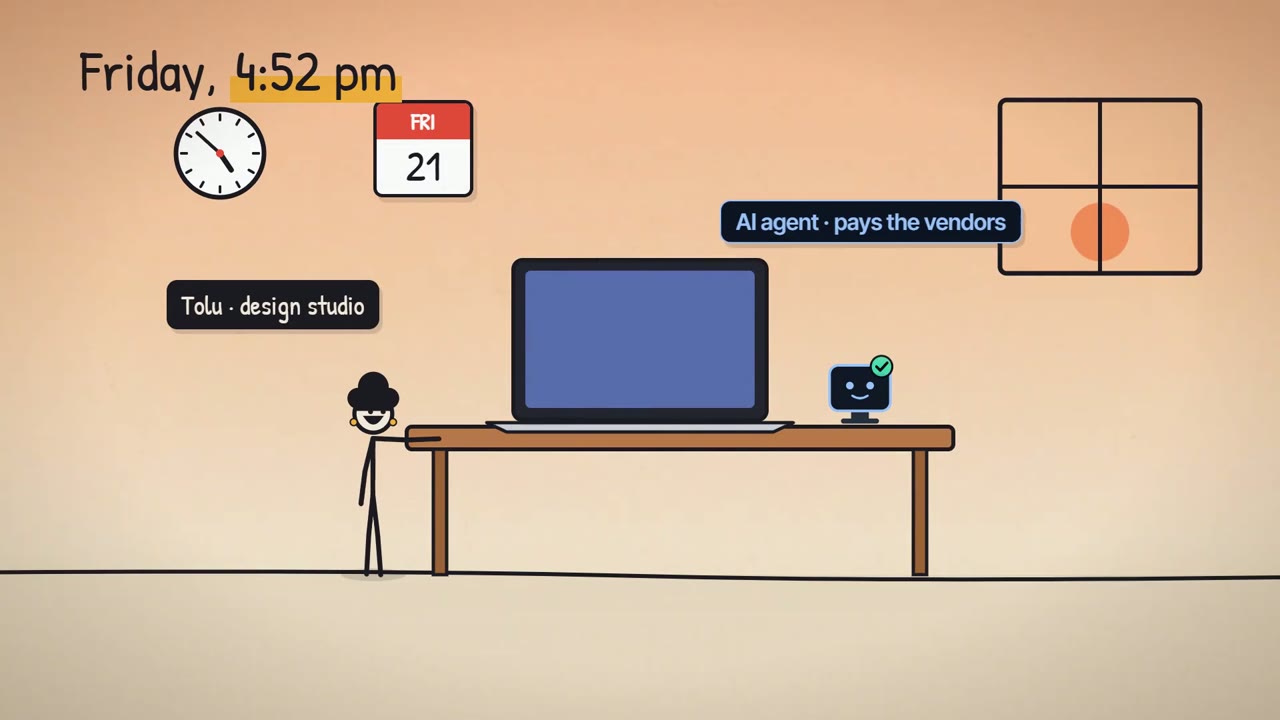 Friday, 4:52 pm
FRI
21
AI agent · pays the vendors
Tolu · design studio